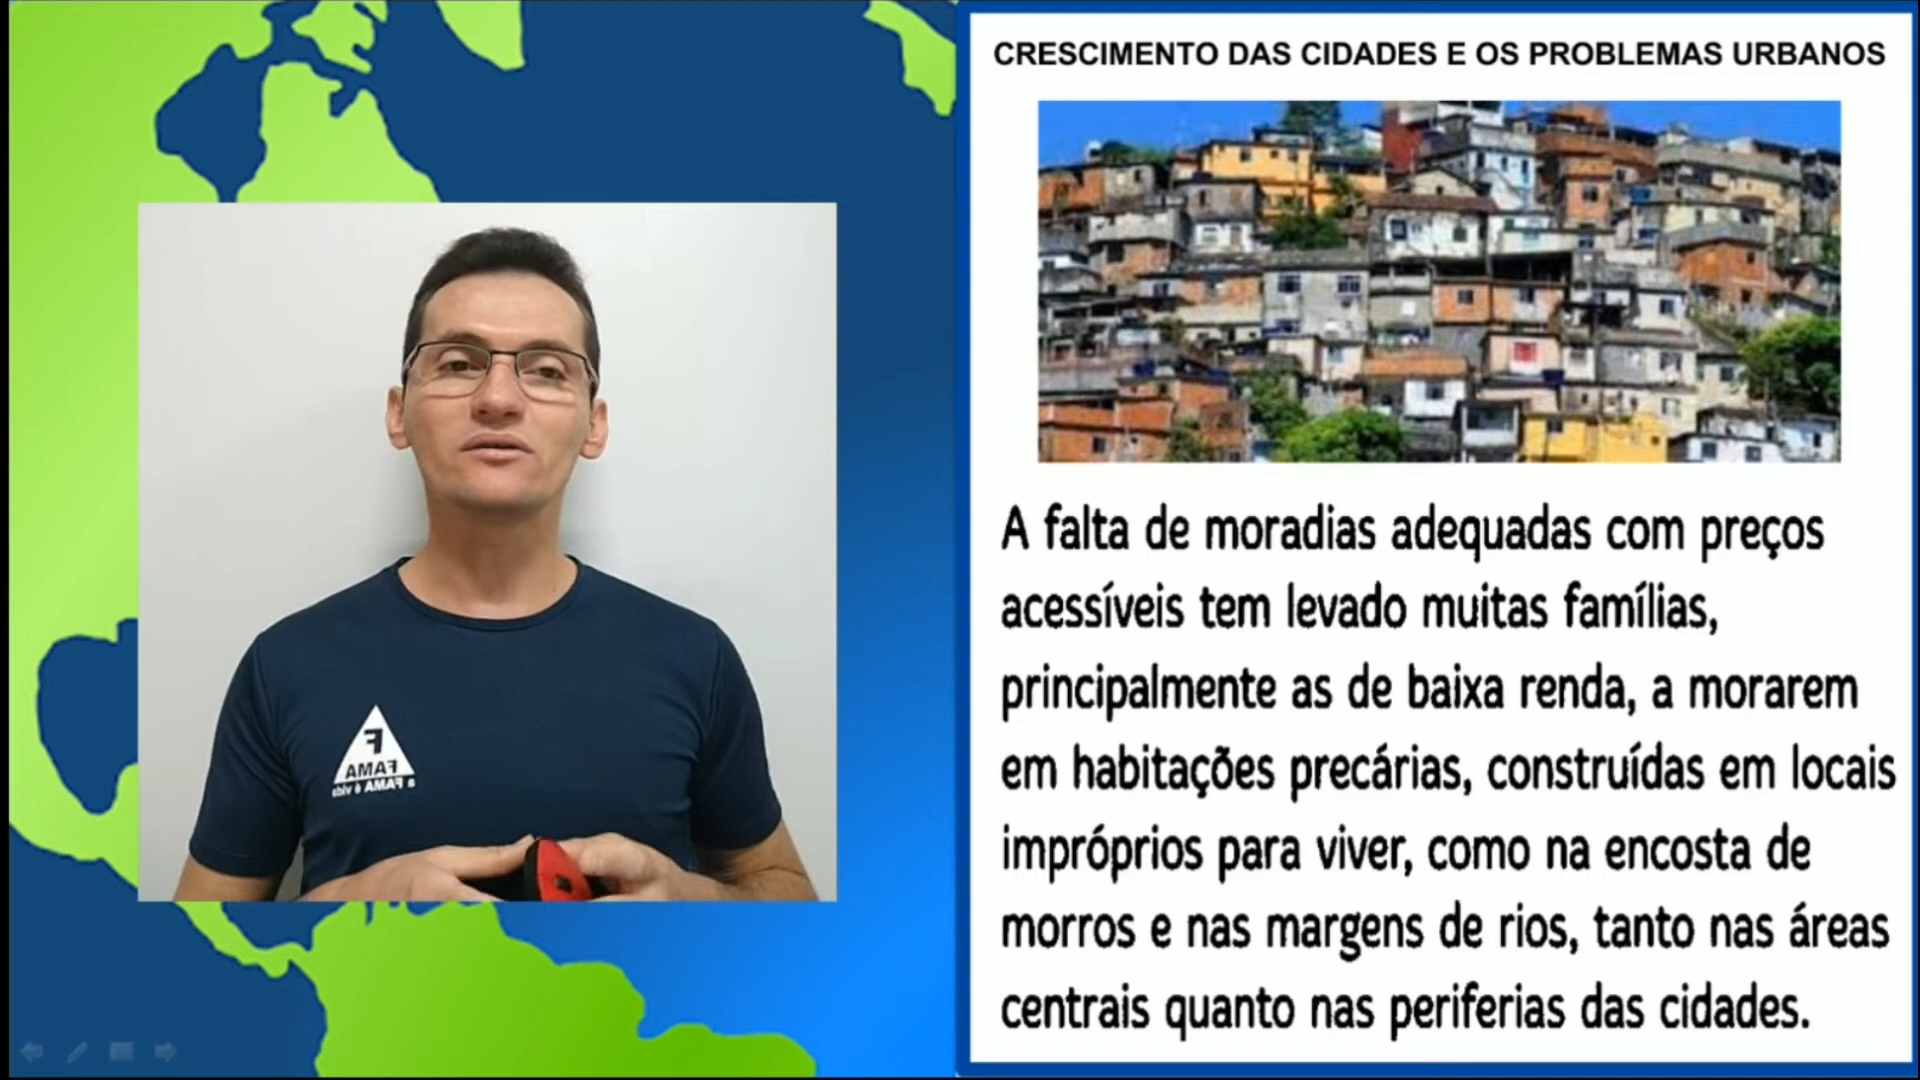 CRESCIMENTO DAS CIDADES E OS PROBLEMAS URBANOS
A falta de moradias adequadas com preços
acessíveis tem levado muitas famílias,
principalmente as de baixa renda, a morarem
em habitações precárias, construídas em locais
impróprios para viver, como na encosta de
morros e nas margens de rios, tanto nas áreas
centrais quanto nas periferias das cidades.
F
FAMA
a FAMA é vida